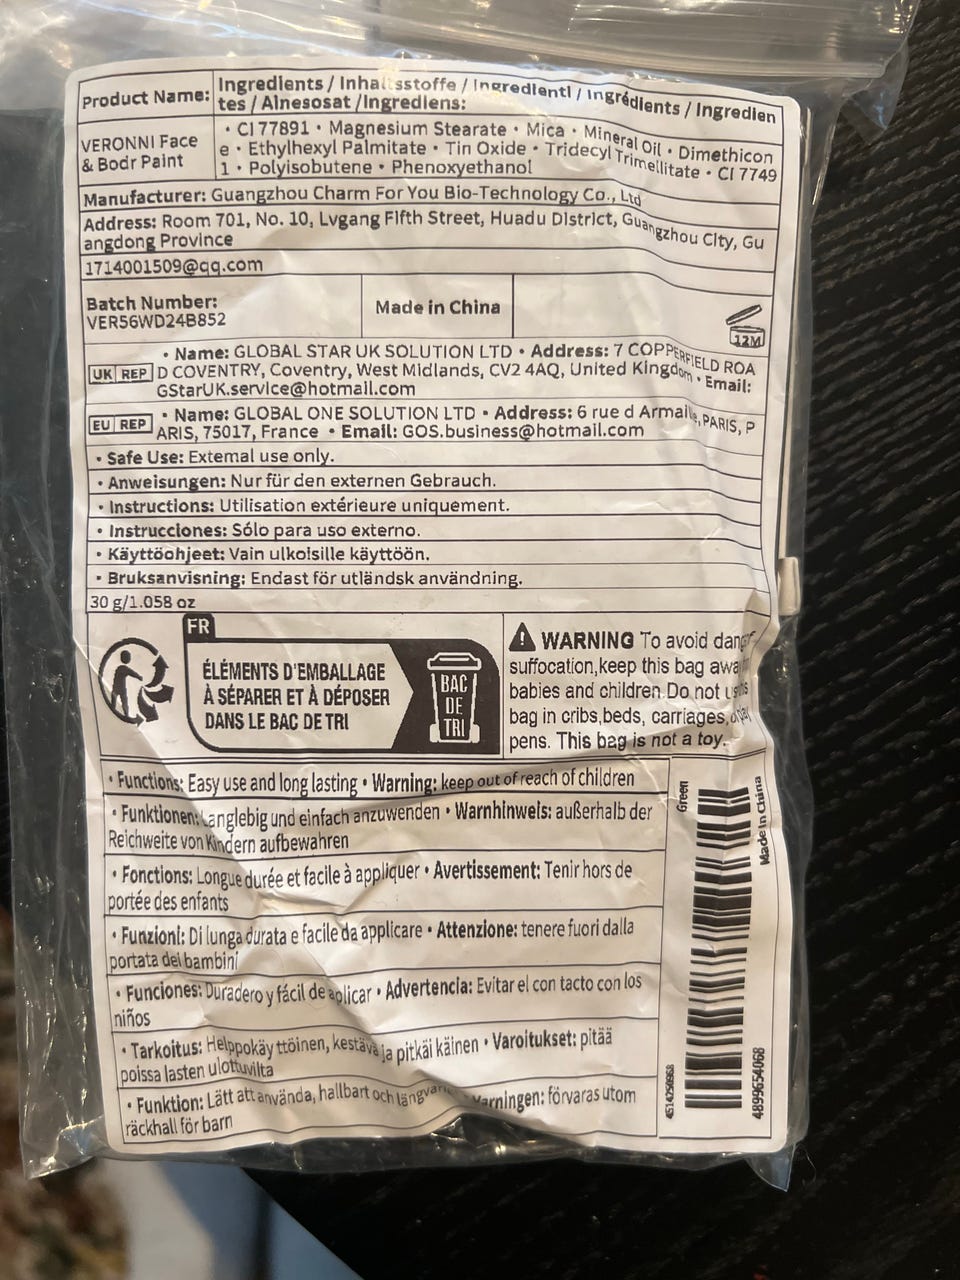 Product Name:
Ingredients / Inhaltsstoffe / Ingredienti / Ingrédients / Ingredien
tes / Ainesosat /Ingrediens:
VERONNI Face
& Bodr Paint
• CI 77891 • Magnesium Stearate • Mica • Mineral Oil • Dimethicon
e • Ethylhexyl Palmitate • Tin Oxide • Tridecyl Trimellitate • CI 7749
1 • Polyisobutene • Phenoxyethanol
Manufacturer: Guangzhou Charm For You Bio-Technology Co., Ltd
Address: Room 701, No. 10, Lvgang Fifth Street, Huadu District, Guangzhou City, Gu
angdong Province
1714001509@qq.com
Batch Number:
VER56WD24B852
Made in China
12M
UK REP
• Name: GLOBAL STAR UK SOLUTION LTD • Address: 7 COPPERFIELD ROA
D COVENTRY, Coventry, West Midlands, CV2 4AQ, United Kingdom • Email:
GStarUK.service@hotmail.com
EU REP
• Name: GLOBAL ONE SOLUTION LTD • Address: 6 rue d Armaile, PARIS, P
ARIS, 75017, France • Email: GOS.business@hotmail.com
• Safe Use: Extemal use only.
• Anweisungen: Nur für den externen Gebrauch.
• Instructions: Utilisation extérieure uniquement.
• Instrucciones: Sólo para uso externo.
• Käyttöohjeet: Vain ulkoisille käyttöön.
• Bruksanvisning: Endast för utländsk användning.
30 g/1.058 oz
FR
ÉLÉMENTS D'EMBALLAGE
À SÉPARER ET À DÉPOSER
DANS LE BAC DE TRI
BAC
DE
TRI
WARNING To avoid
suffocation,keep this bag
babies and children.Do not
bag in cribs,beds, carriages,
pens. This bag is not a toy.
• Functions: Easy use and long lasting • Warning: keep out of reach of children
• Funktionen: Langlebig und einfach anzuwenden • Warnhinweis: außerhalb der
Reichweite von Kindern aufbewahren
• Fonctions: Longue durée et facile à appliquer • Avertissement: Tenir hors de
portée des enfants
• Funzioni: Di lunga durata e facile da applicare • Attenzione: tenere fuori dalla
portata dei bambini
• Funciones: Duradero y fácil de aplicar • Advertencia: Evitar el con tacto con los
niños
• Tarkoitus: Helppokäy ttöinen, kestävä ja pitkäi käinen • Varoitukset: pitää
poissa lasten ulottuvilta
• Funktion: Lätt att använda, hallbart och • Varningen: förvaras utom
räckhall för barn
Green
Made in China
4514250968
4899654068